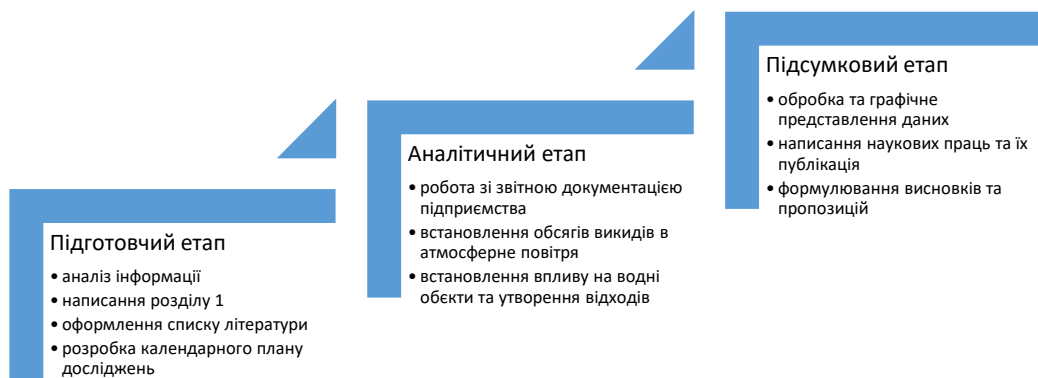 Підготовчий етап
• аналіз інформації
• написання розділу 1
• оформлення списку літератури
• розробка календарного плану
досліджень
Аналітичний етап
• робота зі звітною документацією
підприємства
• встановлення обсягів викидів в
атмосферне повітря
• встановлення впливу на водні
обєкти та утворення відходів
Підсумковий етап
• обробка та графічне
представлення даних
• написання наукових праць та їх
публікація
• формулювання висновків та
пропозицій